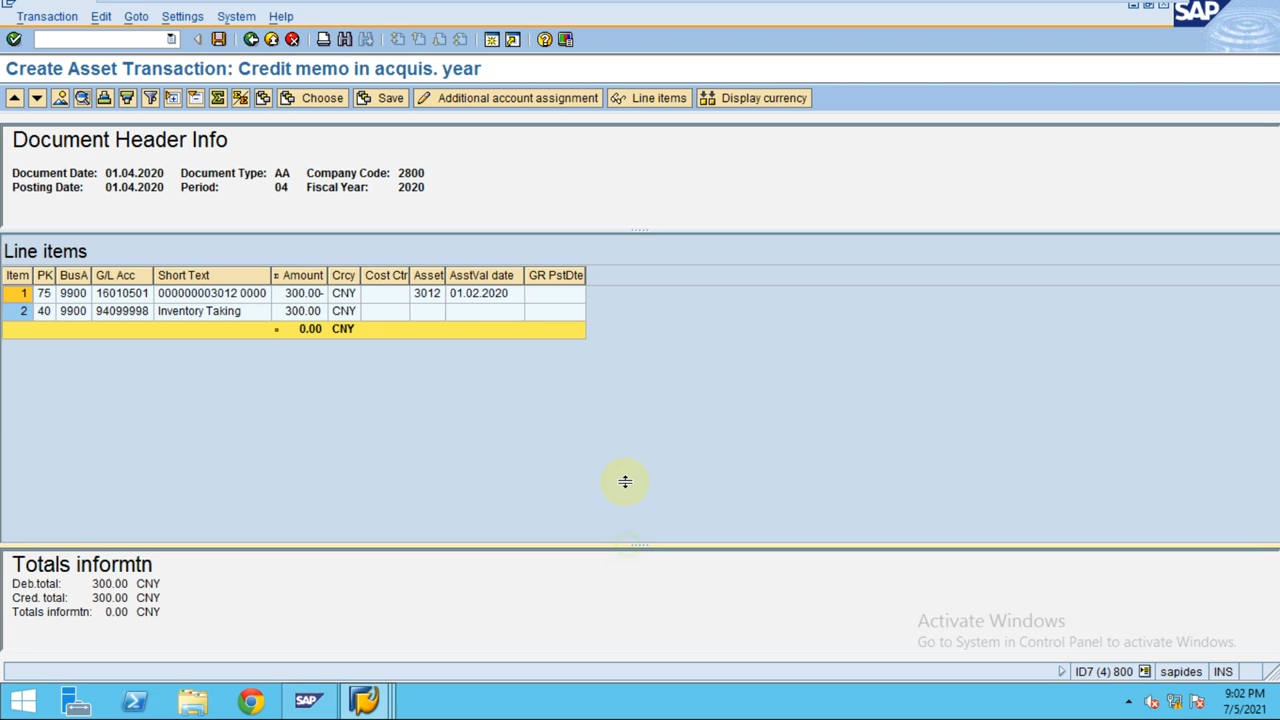 Transaction Edit Goto Settings System Help
SAP
Create Asset Transaction: Credit memo in acquis. year
Choose Save Additional account assignment Line items Display currency
Document Header Info
Document Date: 01.04.2020 Document Type: AA Company Code: 2800
Posting Date: 01.04.2020 Period: 04 Fiscal Year: 2020
Line items
Item PK BusA G/L Acc Short Text Σ Amount Crcy Cost Ctr Asset AsstVal date GR PstDte
1 75 9900 16010501 000000003012 0000 300.00- CNY 3012 01.02.2020
2 40 9900 94099998 Inventory Taking 300.00 CNY
0.00 CNY
Totals informtn
Deb.total: 300.00 CNY
Cred. total: 300.00 CNY
Totals informtn: 0.00 CNY
Activate Windows
Go to System in Control Panel to activate Windows.
ID7 (4) 800 sapides INS
SAP
9:02 PM
7/5/2021